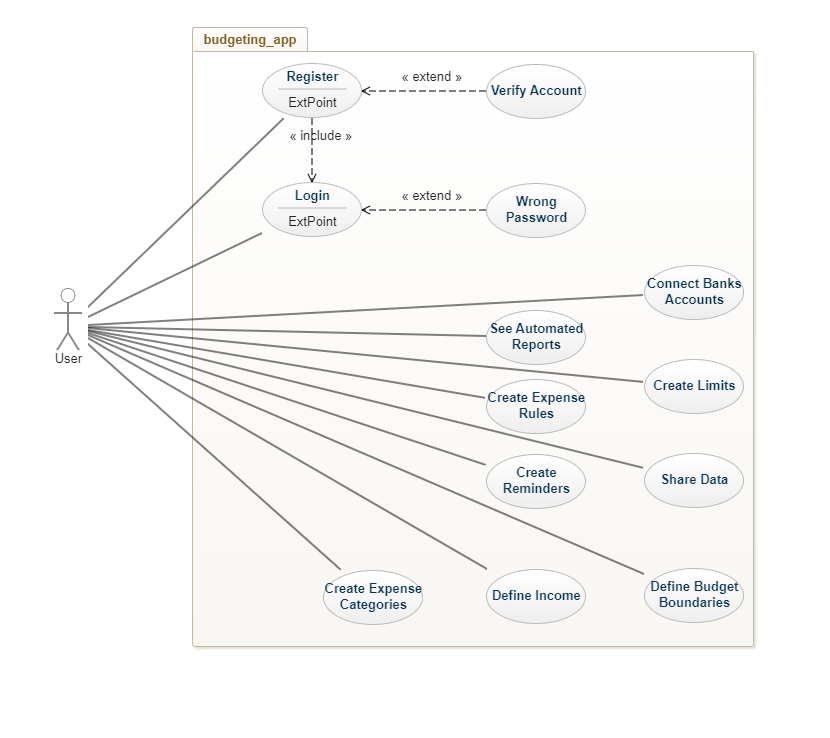 budgeting_app
Register
ExtPoint
« extend »
Verify Account
« include »
Login
ExtPoint
« extend »
Wrong
Password
Connect Banks
Accounts
User
See Automated
Reports
Create Limits
Create Expense
Rules
Create
Reminders
Share Data
Create Expense
Categories
Define Income
Define Budget
Boundaries